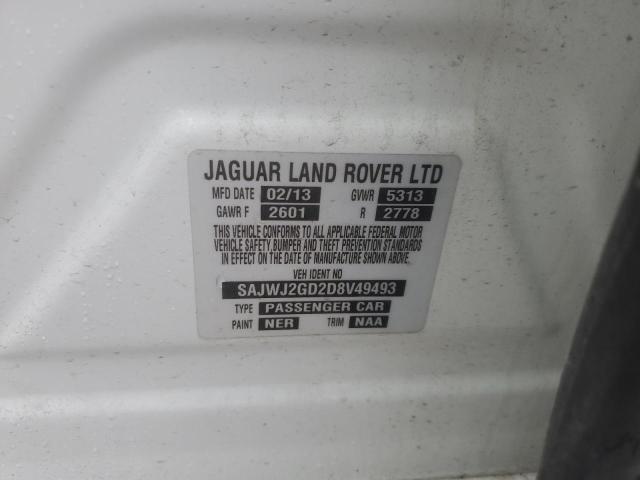 JAGUAR LAND ROVER LTD
MFD DATE 02/13 GVWR 5313
GAWR F 2601 R 2778
THIS VEHICLE CONFORMS TO ALL APPLICABLE FEDERAL MOTOR
VEHICLE SAFETY, BUMPER AND THEFT PREVENTION STANDARDS
IN EFFECT ON THE DATE OF MANUFACTURE SHOWN ABOVE.
VEH IDENT NO
SAJWJ2GD2D8V49493
TYPE PASSENGER CAR
PAINT NER TRIM NAA